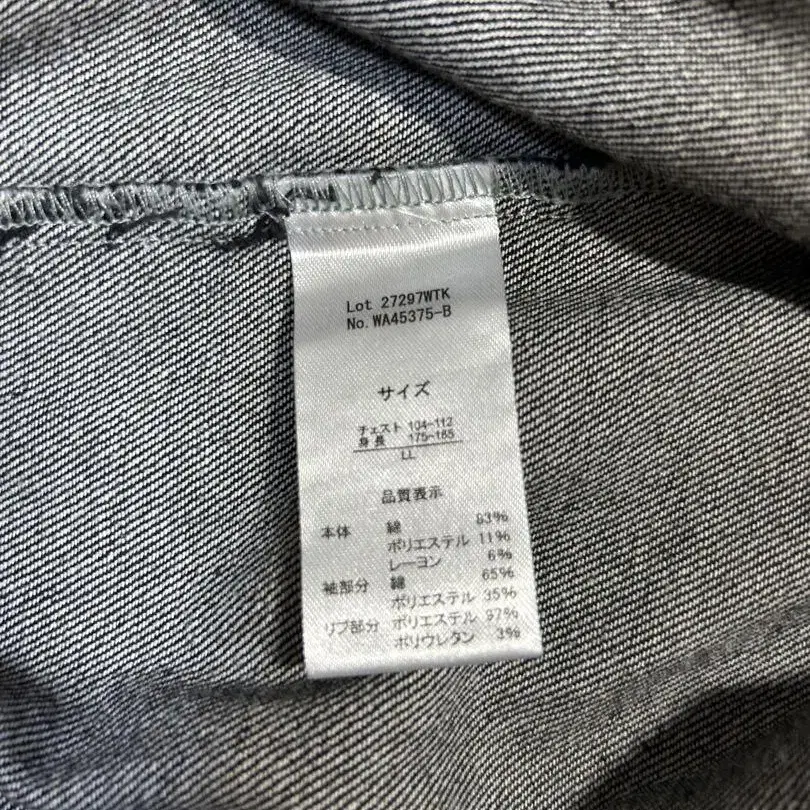 Lot 27297WTK
No.WA45375-B
サイズ
チェスト 104-112
身長 175-185
LL
品質表示
本体 綿 83%
ポリエステル 11%
レーヨン 6%
袖部分 綿 65%
ポリエステル 35%
リブ部分 ポリエステル 97%
ポリウレタン 3%